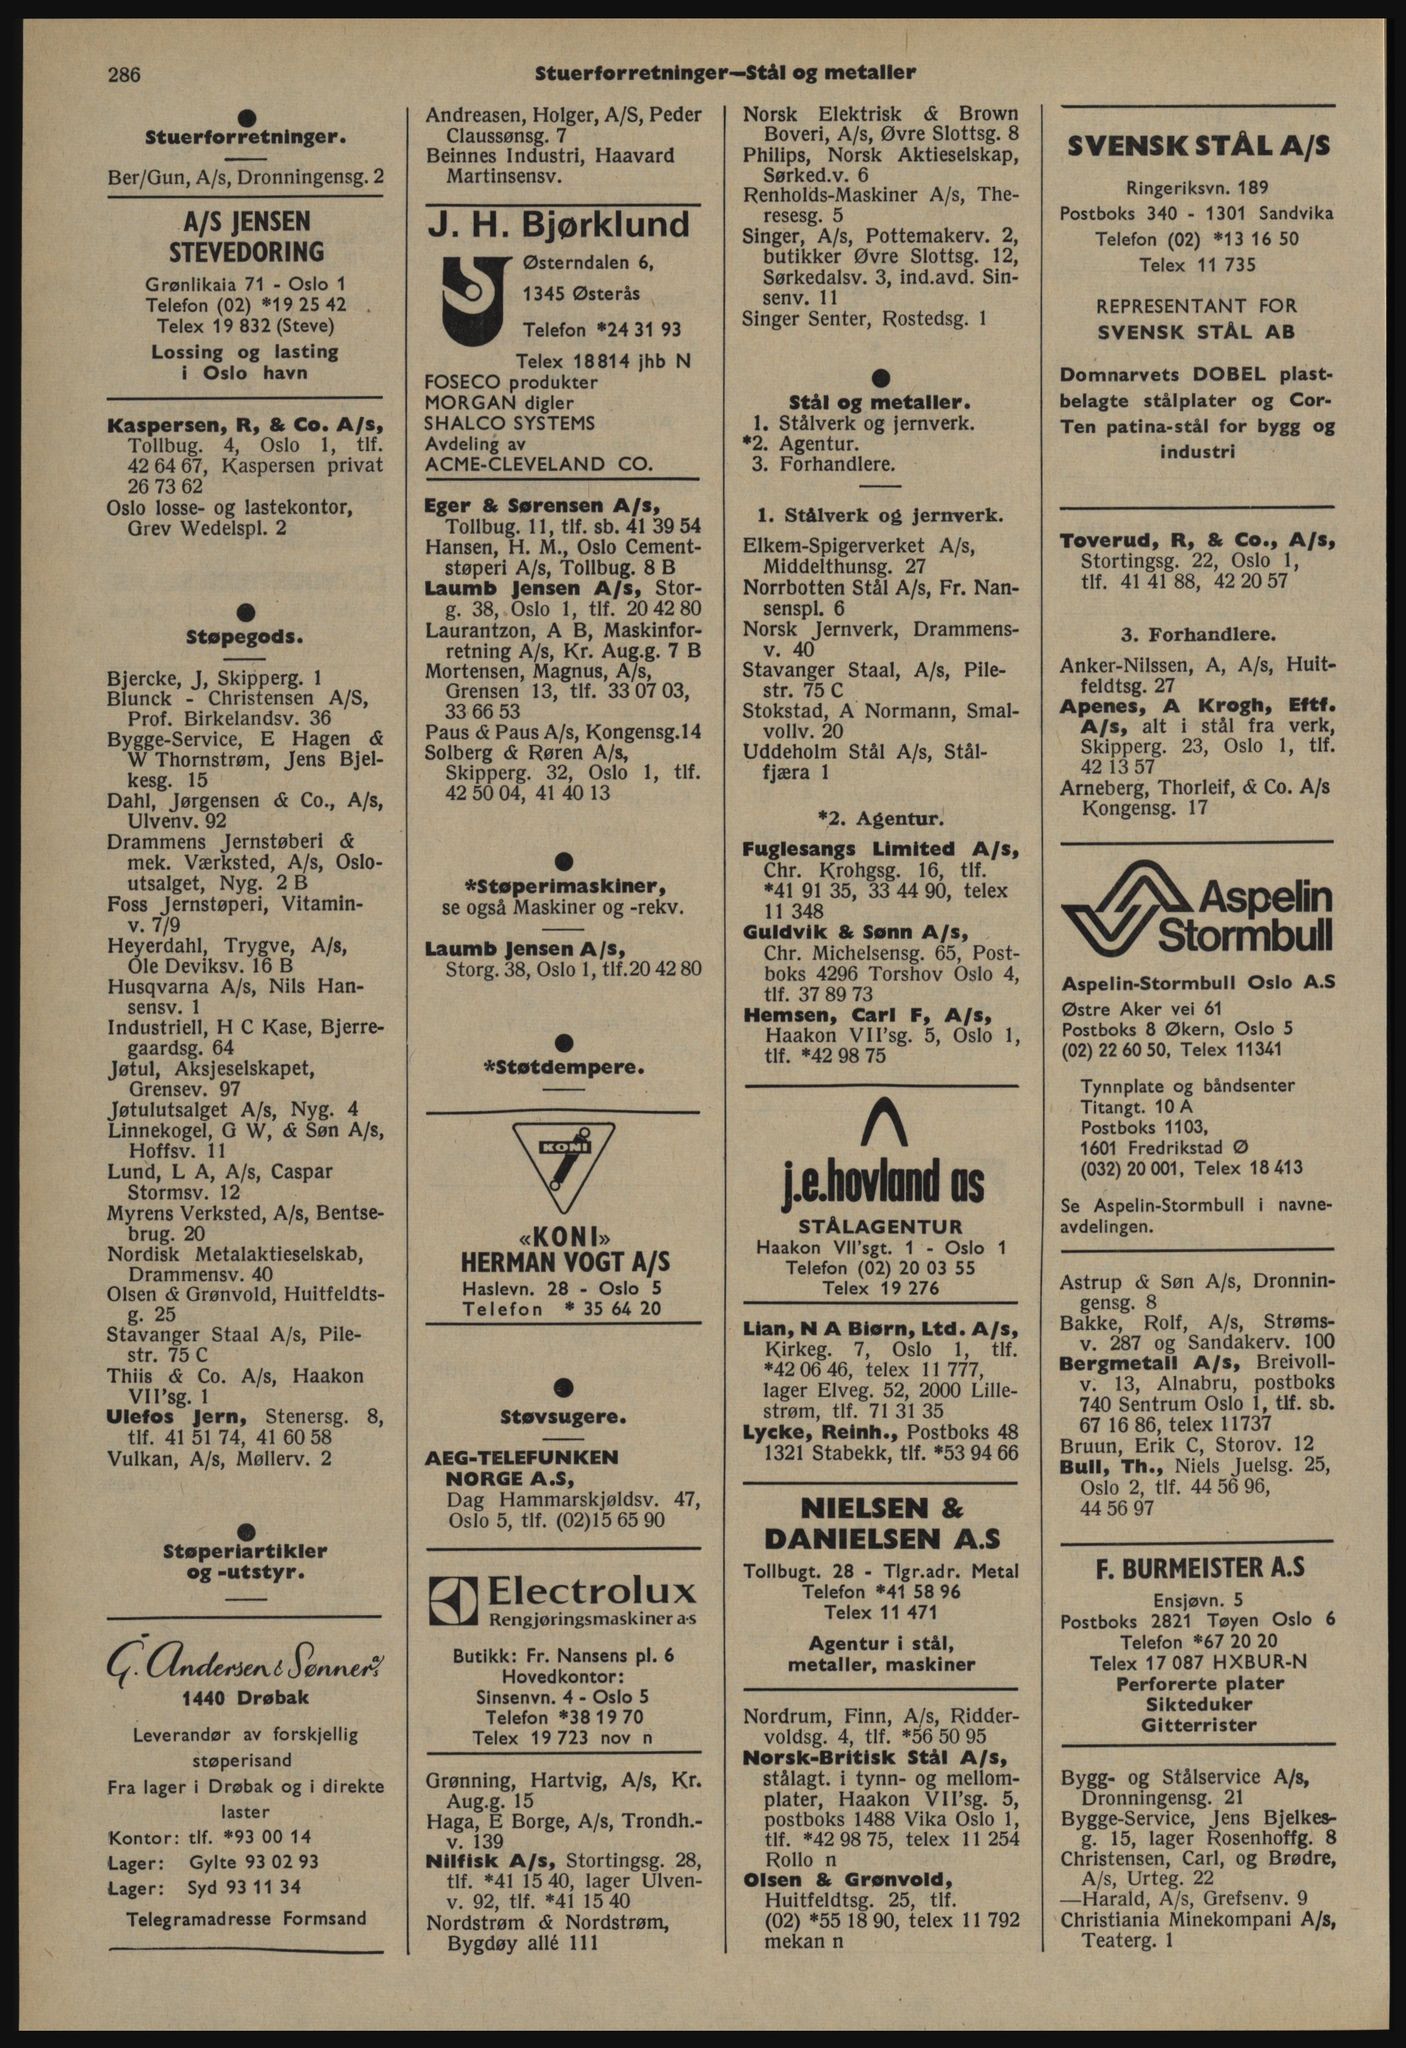 286
Stuerforretninger—Stål og metaller
Stuerforretninger.
Ber/Gun, A/s, Dronningensg. 2
A/S JENSEN
STEVEDORING
Grønlikaia 71 - Oslo 1
Telefon (02) *19 25 42
Telex 19 832 (Steve)
Lossing og lasting
i Oslo havn
Kaspersen, R, & Co. A/s,
Tollbug. 4, Oslo 1, tlf.
42 64 67, Kaspersen privat
26 73 62
Oslo losse- og lastekontor,
Grev Wedelspl. 2
Støpegods.
Bjercke, J, Skipperg. 1
Blunck - Christensen A/S,
Prof. Birkelandsv. 36
Bygge-Service, E Hagen &
W Thornstrøm, Jens Bjel-
kesg. 15
Dahl, Jørgensen & Co., A/s,
Ulvenv. 92
Drammens Jernstøberi &
mek. Værksted, A/s, Oslo-
utsalget, Nyg. 2 B
Foss Jernstøperi, Vitamin-
v. 7/9
Heyerdahl, Trygve, A/s,
Ole Deviksv. 16 B
Husqvarna A/s, Nils Han-
sensv. 1
Industriell, H C Kase, Bjerre-
gaardsg. 64
Jøtul, Aksjeselskapet,
Grensev. 97
Jøtulutsalget A/s, Nyg. 4
Linnekogel, G W, & Søn A/s,
Hoffsv. 11
Lund, L A, A/s, Caspar
Stormsv. 12
Myrens Verksted, A/s, Bentse-
brug. 20
Nordisk Metalaktieselskab,
Drammensv. 40
Olsen & Grønvold, Huitfeldts-
g. 25
Stavanger Staal A/s, Pile-
str. 75 C
Thiis & Co. A/s, Haakon
VII'sg. 1
Ulefos Jern, Stenersg. 8,
tlf. 41 51 74, 41 60 58
Vulkan, A/s, Møllerv. 2
Støperiartikler
og -utstyr.
G. Andersen & Sønner A/S
1440 Drøbak
Leverandør av forskjellig
støperisand
Fra lager i Drøbak og i direkte
laster
Kontor: tlf. *93 00 14
Lager: Gylte 93 02 93
Lager: Syd 93 11 34
Telegramadresse Formsand
Andreasen, Holger, A/S, Peder
Claussønsg. 7
Beinnes Industri, Haavard
Martinsensv.
J. H. Bjørklund
Østerndalen 6,
1345 Østerås
Telefon *24 31 93
Telex 18814 jhb N
FOSECO produkter
MORGAN digler
SHALCO SYSTEMS
Avdeling av
ACME-CLEVELAND CO.
Eger & Sørensen A/s,
Tollbug. 11, tlf. sb. 41 39 54
Hansen, H. M., Oslo Cement-
støperi A/s, Tollbug. 8 B
Laumb Jensen A/s, Stor-
g. 38, Oslo 1, tlf. 20 42 80
Laurantzon, A B, Maskinfor-
retning A/s, Kr. Aug.g. 7 B
Mortensen, Magnus, A/s,
Grensen 13, tlf. 33 07 03,
33 66 53
Paus & Paus A/s, Kongensg.14
Solberg & Røren A/s,
Skipperg. 32, Oslo 1, tlf.
42 50 04, 41 40 13
*Støperimaskiner,
se også Maskiner og -rekv.
Laumb Jensen A/s,
Storg. 38, Oslo 1, tlf.20 42 80
*Støtdempere.
KONI
«KONI»
HERMAN VOGT A/S
Haslevn. 28 - Oslo 5
Telefon * 35 64 20
Støvsugere.
AEG-TELEFUNKEN
NORGE A.S,
Dag Hammarskjøldsv. 47,
Oslo 5, tlf. (02)15 65 90
Electrolux
Rengjøringsmaskiner a·s
Butikk: Fr. Nansens pl. 6
Hovedkontor:
Sinsenvn. 4 - Oslo 5
Telefon *38 19 70
Telex 19 723 nov n
Grønning, Hartvig, A/s, Kr.
Aug.g. 15
Haga, E Borge, A/s, Trondh.-
v. 139
Nilfisk A/s, Stortingsg. 28,
tlf. *41 15 40, lager Ulven-
v. 92, tlf. *41 15 40
Nordstrøm & Nordstrøm,
Bygdøy allé 111
Norsk Elektrisk & Brown
Boveri, A/s, Øvre Slottsg. 8
Philips, Norsk Aktieselskap,
Sørked.v. 6
Renholds-Maskiner A/s, The-
resesg. 5
Singer, A/s, Pottemakerv. 2,
butikker Øvre Slottsg. 12,
Sørkedalsv. 3, ind.avd. Sin-
senv. 11
Singer Senter, Rostedsg. 1
Stål og metaller.
1. Stålverk og jernverk.
*2. Agentur.
3. Forhandlere.
1. Stålverk og jernverk.
Elkem-Spigerverket A/s,
Middelthunsg. 27
Norrbotten Stål A/s, Fr. Nan-
senspl. 6
Norsk Jernverk, Drammens-
v. 40
Stavanger Staal, A/s, Pile-
str. 75 C
Stokstad, A Normann, Smal-
vollv. 20
Uddeholm Stål A/s, Stål-
fjæra 1
*2. Agentur.
Fuglesangs Limited A/s,
Chr. Krohgsg. 16, tlf.
*41 91 35, 33 44 90, telex
11 348
Guldvik & Sønn A/s,
Chr. Michelsensg. 65, Post-
boks 4296 Torshov Oslo 4,
tlf. 37 89 73
Hemsen, Carl F, A/s,
Haakon VII'sg. 5, Oslo 1,
tlf. *42 98 75
j.e.hovland as
STÅLAGENTUR
Haakon VII'sgt. 1 - Oslo 1
Telefon (02) 20 03 55
Telex 19 276
Lian, N A Biørn, Ltd. A/s,
Kirkeg. 7, Oslo 1, tlf.
*42 06 46, telex 11 777,
lager Elveg. 52, 2000 Lille-
strøm, tlf. 71 31 35
Lycke, Reinh., Postboks 48
1321 Stabekk, tlf. *53 94 66
NIELSEN &
DANIELSEN A.S
Tollbugt. 28 - Tlgr.adr. Metal
Telefon *41 58 96
Telex 11 471
Agentur i stål,
metaller, maskiner
Nordrum, Finn, A/s, Ridder-
voldsg. 4, tlf. *56 50 95
Norsk-Britisk Stål A/s,
stålagt. i tynn- og mellom-
plater, Haakon VII'sg. 5,
postboks 1488 Vika Oslo 1,
tlf. *42 98 75, telex 11 254
Rollo n
Olsen & Grønvold,
Huitfeldtsg. 25, tlf.
(02) *55 18 90, telex 11 792
mekan n
SVENSK STÅL A/S
Ringeriksvn. 189
Postboks 340 - 1301 Sandvika
Telefon (02) *13 16 50
Telex 11 735
REPRESENTANT FOR
SVENSK STÅL AB
Domnarvets DOBEL plast-
belagte stålplater og Cor-
Ten patina-stål for bygg og
industri
Toverud, R, & Co., A/s,
Stortingsg. 22, Oslo 1,
tlf. 41 41 88, 42 20 57
3. Forhandlere.
Anker-Nilssen, A, A/s, Huit-
feldtsg. 27
Apenes, A Krogh, Eftf.
A/s, alt i stål fra verk,
Skipperg. 23, Oslo 1, tlf.
42 13 57
Arneberg, Thorleif, & Co. A/s
Kongensg. 17
Aspelin
Stormbull
Aspelin-Stormbull Oslo A.S
Østre Aker vei 61
Postboks 8 Økern, Oslo 5
(02) 22 60 50, Telex 11341
Tynnplate og båndsenter
Titangt. 10 A
Postboks 1103,
1601 Fredrikstad Ø
(032) 20 001, Telex 18 413
Se Aspelin-Stormbull i navne-
avdelingen.
Astrup & Søn A/s, Dronnin-
gensg. 8
Bakke, Rolf, A/s, Strøms-
v. 287 og Sandakerv. 100
Bergmetall A/s, Breivoll-
v. 13, Alnabru, postboks
740 Sentrum Oslo 1, tlf. sb.
67 16 86, telex 11737
Bruun, Erik C, Storov. 12
Bull, Th., Niels Juelsg. 25,
Oslo 2, tlf. 44 56 96,
44 56 97
F. BURMEISTER A.S
Ensjøvn. 5
Postboks 2821 Tøyen Oslo 6
Telefon *67 20 20
Telex 17 087 HXBUR-N
Perforerte plater
Sikteduker
Gitterrister
Bygg- og Stålservice A/s,
Dronningensg. 21
Bygge-Service, Jens Bjelkes-
g. 15, lager Rosenhoffg. 8
Christensen, Carl, og Brødre,
A/s, Urteg. 22
—Harald, A/s, Grefsenv. 9
Christiania Minekompani A/s,
Teaterg. 1